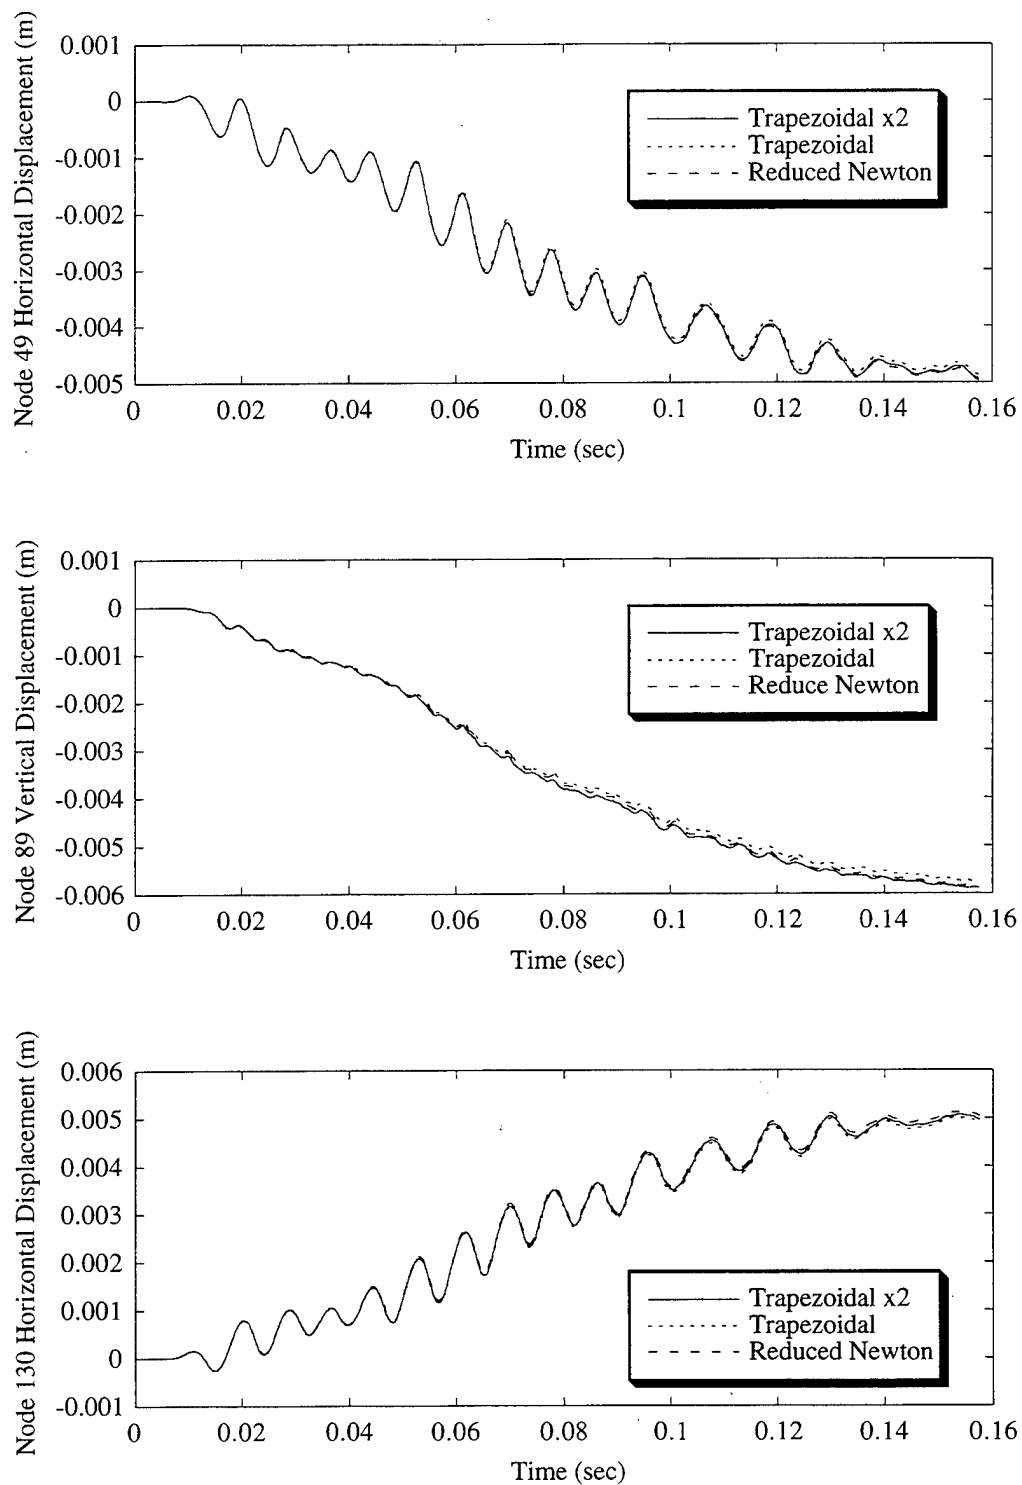 Node 49 Horizontal Displacement (m)
0.001
0
-0.001
-0.002
-0.003
-0.004
-0.005
Trapezoidal x2
Trapezoidal
Reduced Newton
0 0.02 0.04 0.06 0.08 0.1 0.12 0.14 0.16
Time (sec)
Node 89 Vertical Displacement (m)
0.001
0
-0.001
-0.002
-0.003
-0.004
-0.005
-0.006
Trapezoidal x2
Trapezoidal
Reduce Newton
0 0.02 0.04 0.06 0.08 0.1 0.12 0.14 0.16
Time (sec)
Node 130 Horizontal Displacement (m)
0.006
0.005
0.004
0.003
0.002
0.001
0
-0.001
Trapezoidal x2
Trapezoidal
Reduced Newton
0 0.02 0.04 0.06 0.08 0.1 0.12 0.14 0.16
Time (sec)